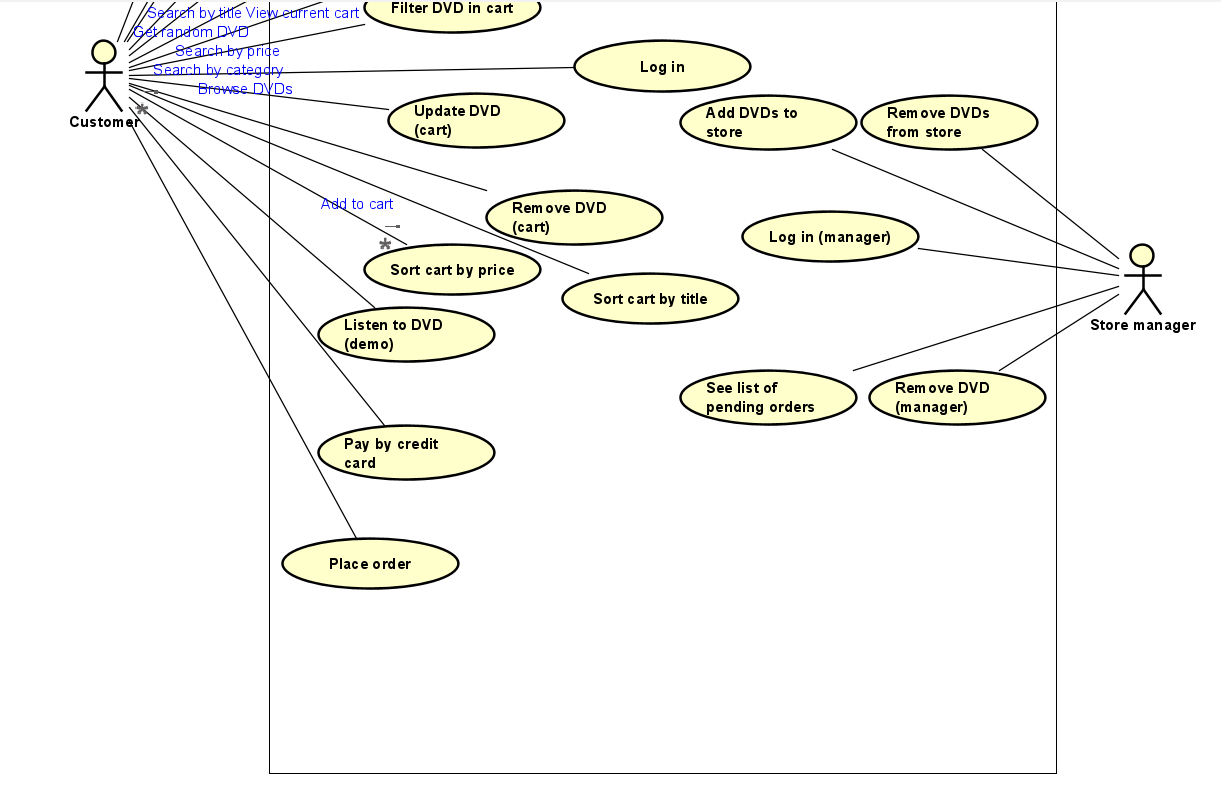 Search by title View current cart
Filter DVD in cart
Get random DVD
Search by price
Search by category
Browse DVDs
*
Customer
Log in
Update DVD
(cart)
Add DVDs to
store
Remove DVDs
from store
Add to cart
*
Remove DVD
(cart)
Log in (manager)
Sort cart by price
Sort cart by title
Store manager
Listen to DVD
(demo)
See list of
pending orders
Remove DVD
(manager)
Pay by credit
card
Place order